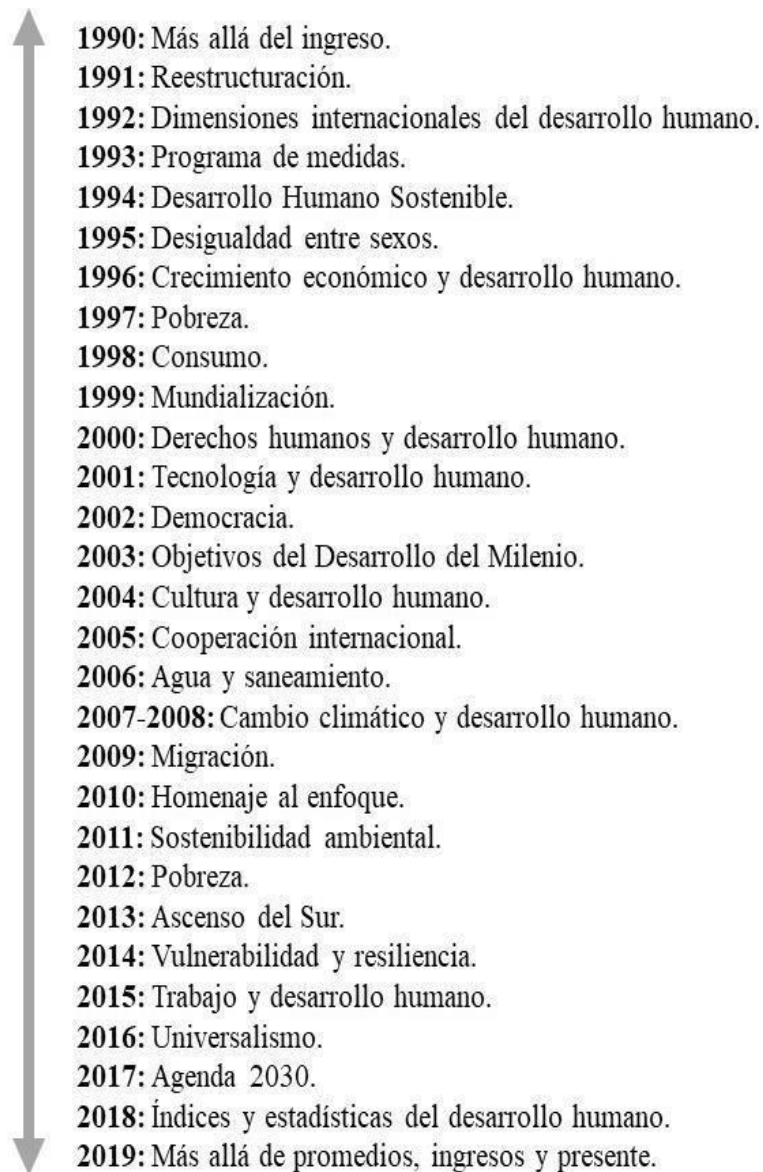 1990: Más allá del ingreso.
1991: Reestructuración.
1992: Dimensiones internacionales del desarrollo humano.
1993: Programa de medidas.
1994: Desarrollo Humano Sostenible.
1995: Desigualdad entre sexos.
1996: Crecimiento económico y desarrollo humano.
1997: Pobreza.
1998: Consumo.
1999: Mundialización.
2000: Derechos humanos y desarrollo humano.
2001: Tecnología y desarrollo humano.
2002: Democracia.
2003: Objetivos del Desarrollo del Milenio.
2004: Cultura y desarrollo humano.
2005: Cooperación internacional.
2006: Agua y saneamiento.
2007-2008: Cambio climático y desarrollo humano.
2009: Migración.
2010: Homenaje al enfoque.
2011: Sostenibilidad ambiental.
2012: Pobreza.
2013: Ascenso del Sur.
2014: Vulnerabilidad y resiliencia.
2015: Trabajo y desarrollo humano.
2016: Universalismo.
2017: Agenda 2030.
2018: Índices y estadísticas del desarrollo humano.
2019: Más allá de promedios, ingresos y presente.